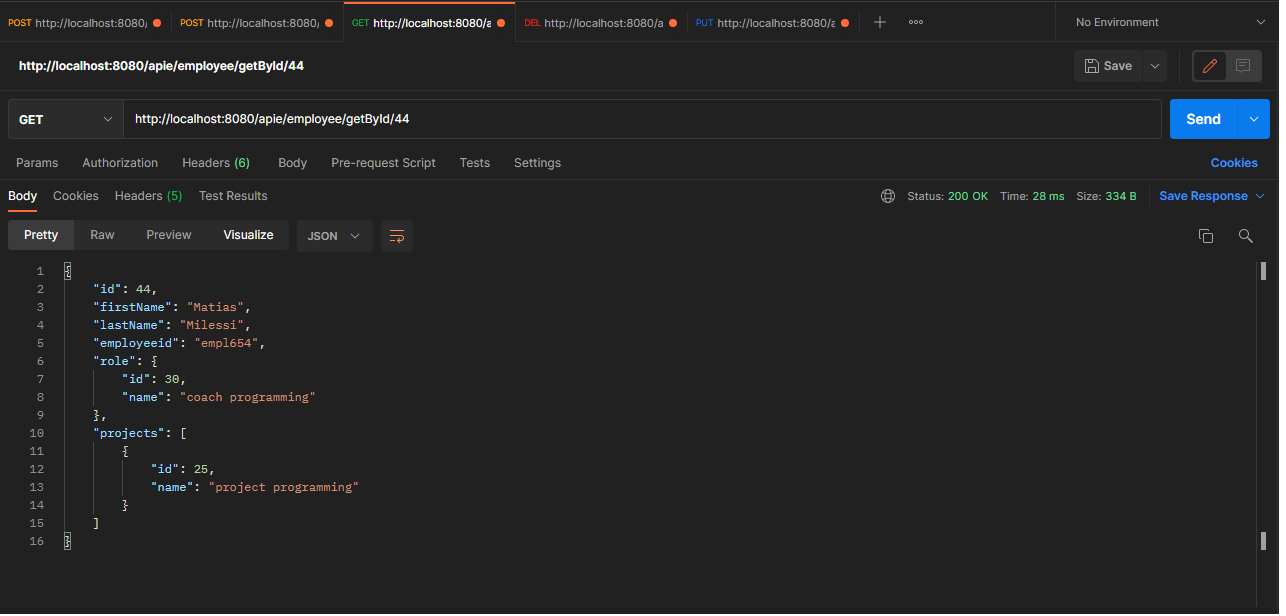 POST http://localhost:8080/ POST http://localhost:8080/ GET http://localhost:8080/a DEL http://localhost:8080/a PUT http://localhost:8080/a No Environment
http://localhost:8080/apie/employee/getById/44 Save
GET http://localhost:8080/apie/employee/getById/44 Send
Params Authorization Headers (6) Body Pre-request Script Tests Settings Cookies
Body Cookies Headers (5) Test Results Status: 200 OK Time: 28 ms Size: 334 B Save Response
Pretty Raw Preview Visualize JSON
1 {
2 "id": 44,
3 "firstName": "Matias",
4 "lastName": "Milessi",
5 "employeeid": "empl654",
6 "role": {
7 "id": 30,
8 "name": "coach programming"
9 },
10 "projects": [
11 {
12 "id": 25,
13 "name": "project programming"
14 }
15 ]
16 }